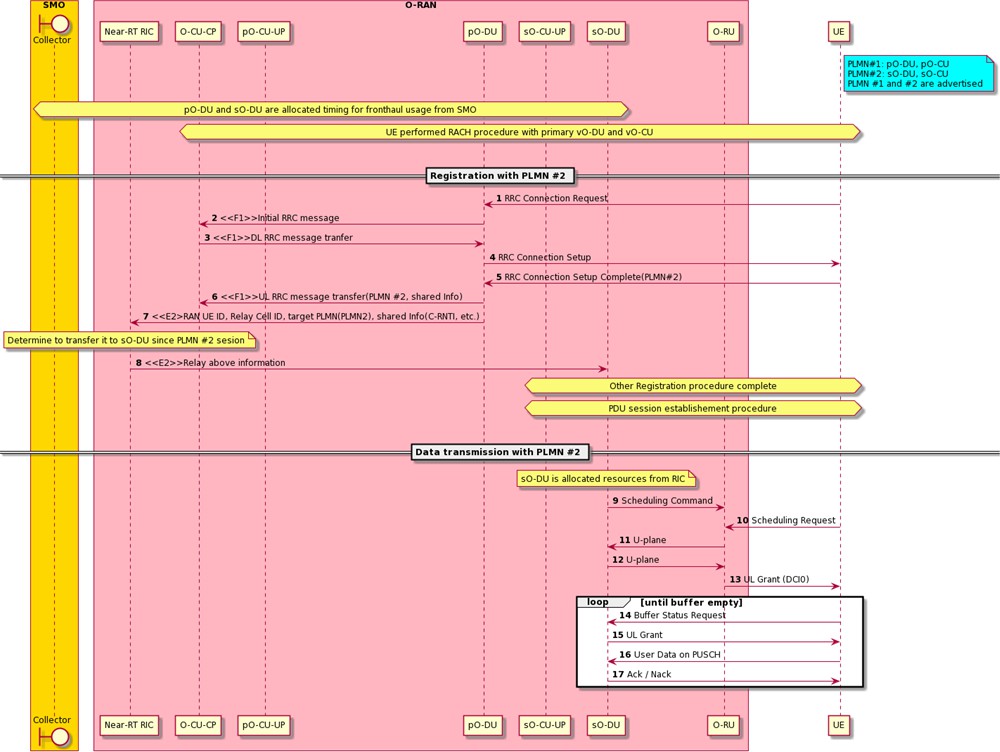 SMO
O-RAN
Collector
Near-RT RIC
O-CU-CP
pO-CU-UP
pO-DU
sO-CU-UP
sO-DU
O-RU
UE
PLMN#1: pO-DU, pO-CU
PLMN#2: sO-DU, sO-CU
PLMN #1 and #2 are advertised
pO-DU and sO-DU are allocated timing for fronthaul usage from SMO
UE performed RACH procedure with primary vO-DU and vO-CU
Registration with PLMN #2
1 RRC Connection Request
2 <<F1>>Initial RRC message
3 <<F1>>DL RRC message tranfer
4 RRC Connection Setup
5 RRC Connection Setup Complete(PLMN#2)
6 <<F1>>UL RRC message transfer(PLMN #2, shared Info)
7 <<E2>RAN UE ID, Relay Cell ID, target PLMN(PLMN2), shared Info(C-RNTI, etc.)
Determine to transfer it to sO-DU since PLMN #2 sesion
8 <<E2>>Relay above information
Other Registration procedure complete
PDU session establishement procedure
Data transmission with PLMN #2
sO-DU is allocated resources from RIC
9 Scheduling Command
10 Scheduling Request
11 U-plane
12 U-plane
13 UL Grant (DCI0)
loop [until buffer empty]
14 Buffer Status Request
15 UL Grant
16 User Data on PUSCH
17 Ack / Nack
Collector
Near-RT RIC
O-CU-CP
pO-CU-UP
pO-DU
sO-CU-UP
sO-DU
O-RU
UE